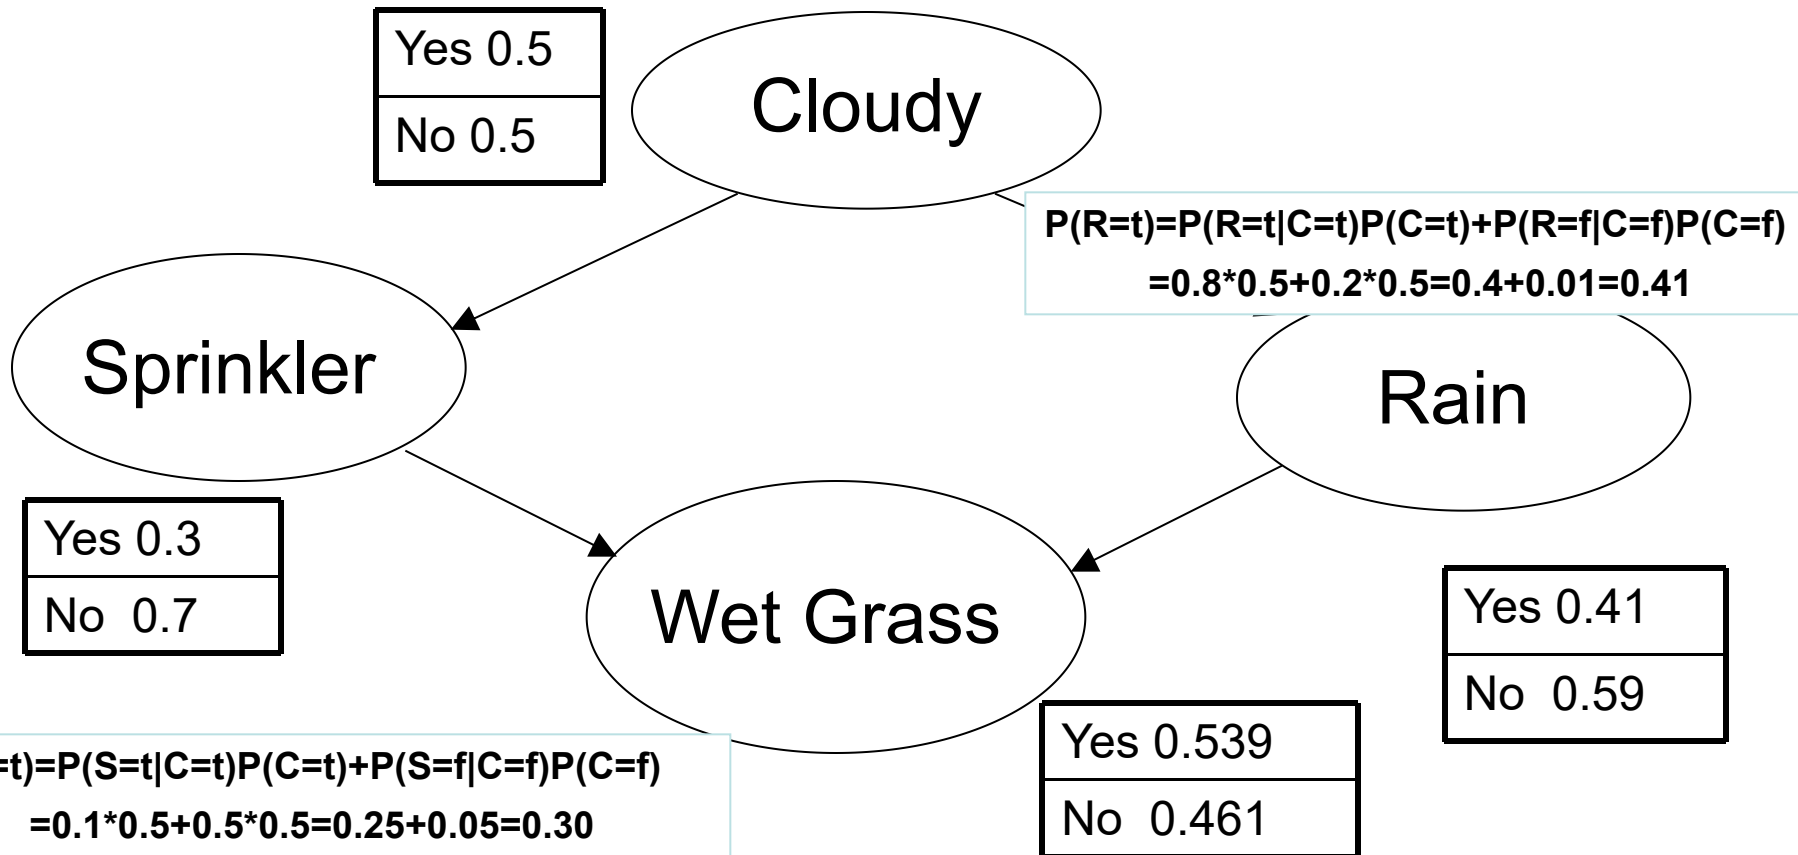 Yes 0.5
No 0.5
Cloudy
P(R=t)=P(R=t|C=t)P(C=t)+P(R=f|C=f)P(C=f)
=0.8*0.5+0.2*0.5=0.4+0.01=0.41
Sprinkler
Rain
Yes 0.3
No 0.7
Wet Grass
Yes 0.41
No 0.59
=t)=P(S=t|C=t)P(C=t)+P(S=f|C=f)P(C=f)
=0.1*0.5+0.5*0.5=0.25+0.05=0.30
Yes 0.539
No 0.461